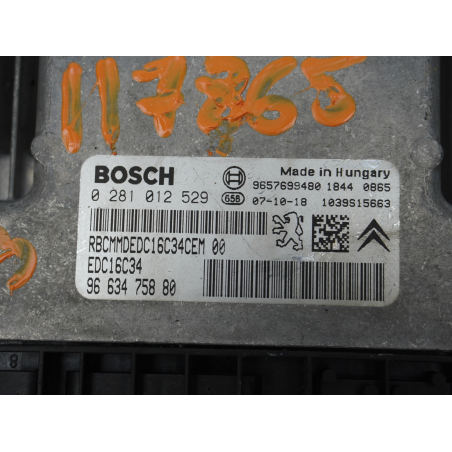 117865
BOSCH
Made in Hungary
0 281 012 529
658
9657699480 1844 0865
07-10-18 1039S15663
RBCMMDEDC16C34CEM 00
EDC16C34
96 634 758 80
8